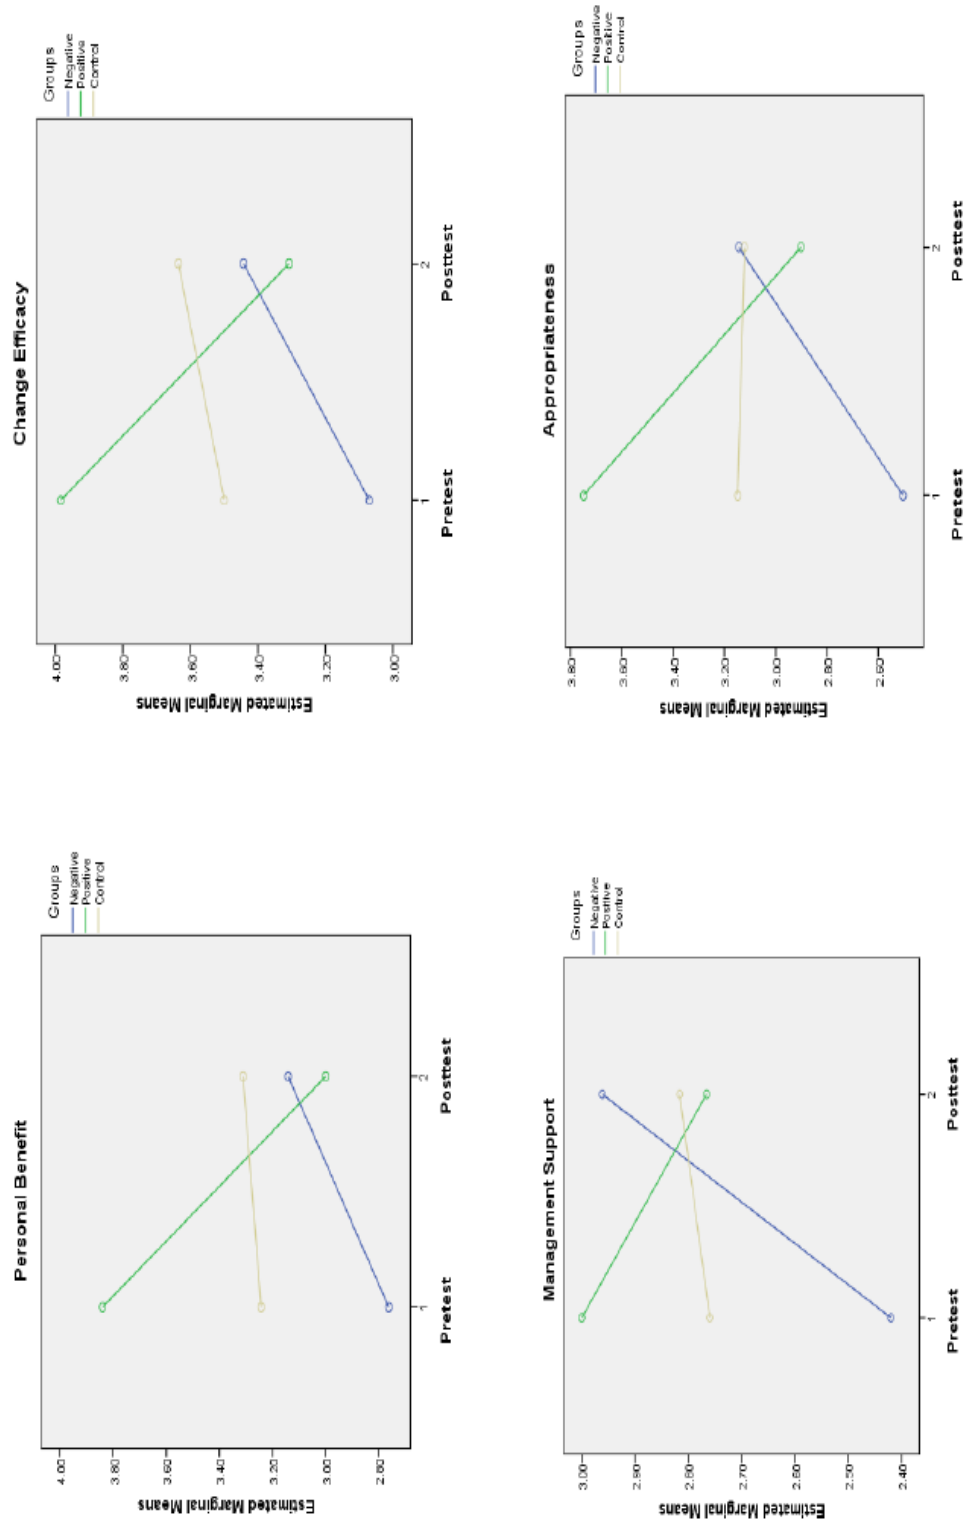 Personal Benefit
Estimated Marginal Means
4.00
3.80
3.60
3.40
3.20
3.00
2.80
1
2
Pretest
Posttest
Groups
Negative
Positive
Control
Change Efficacy
Estimated Marginal Means
4.00
3.80
3.60
3.40
3.20
3.00
1
2
Pretest
Posttest
Groups
Negative
Positive
Control
Management Support
Estimated Marginal Means
3.00
2.90
2.80
2.70
2.60
2.50
2.40
1
2
Pretest
Posttest
Groups
Negative
Positive
Control
Appropriateness
Estimated Marginal Means
3.80
3.60
3.40
3.20
3.00
2.80
2.60
1
2
Pretest
Posttest
Groups
Negative
Positive
Control